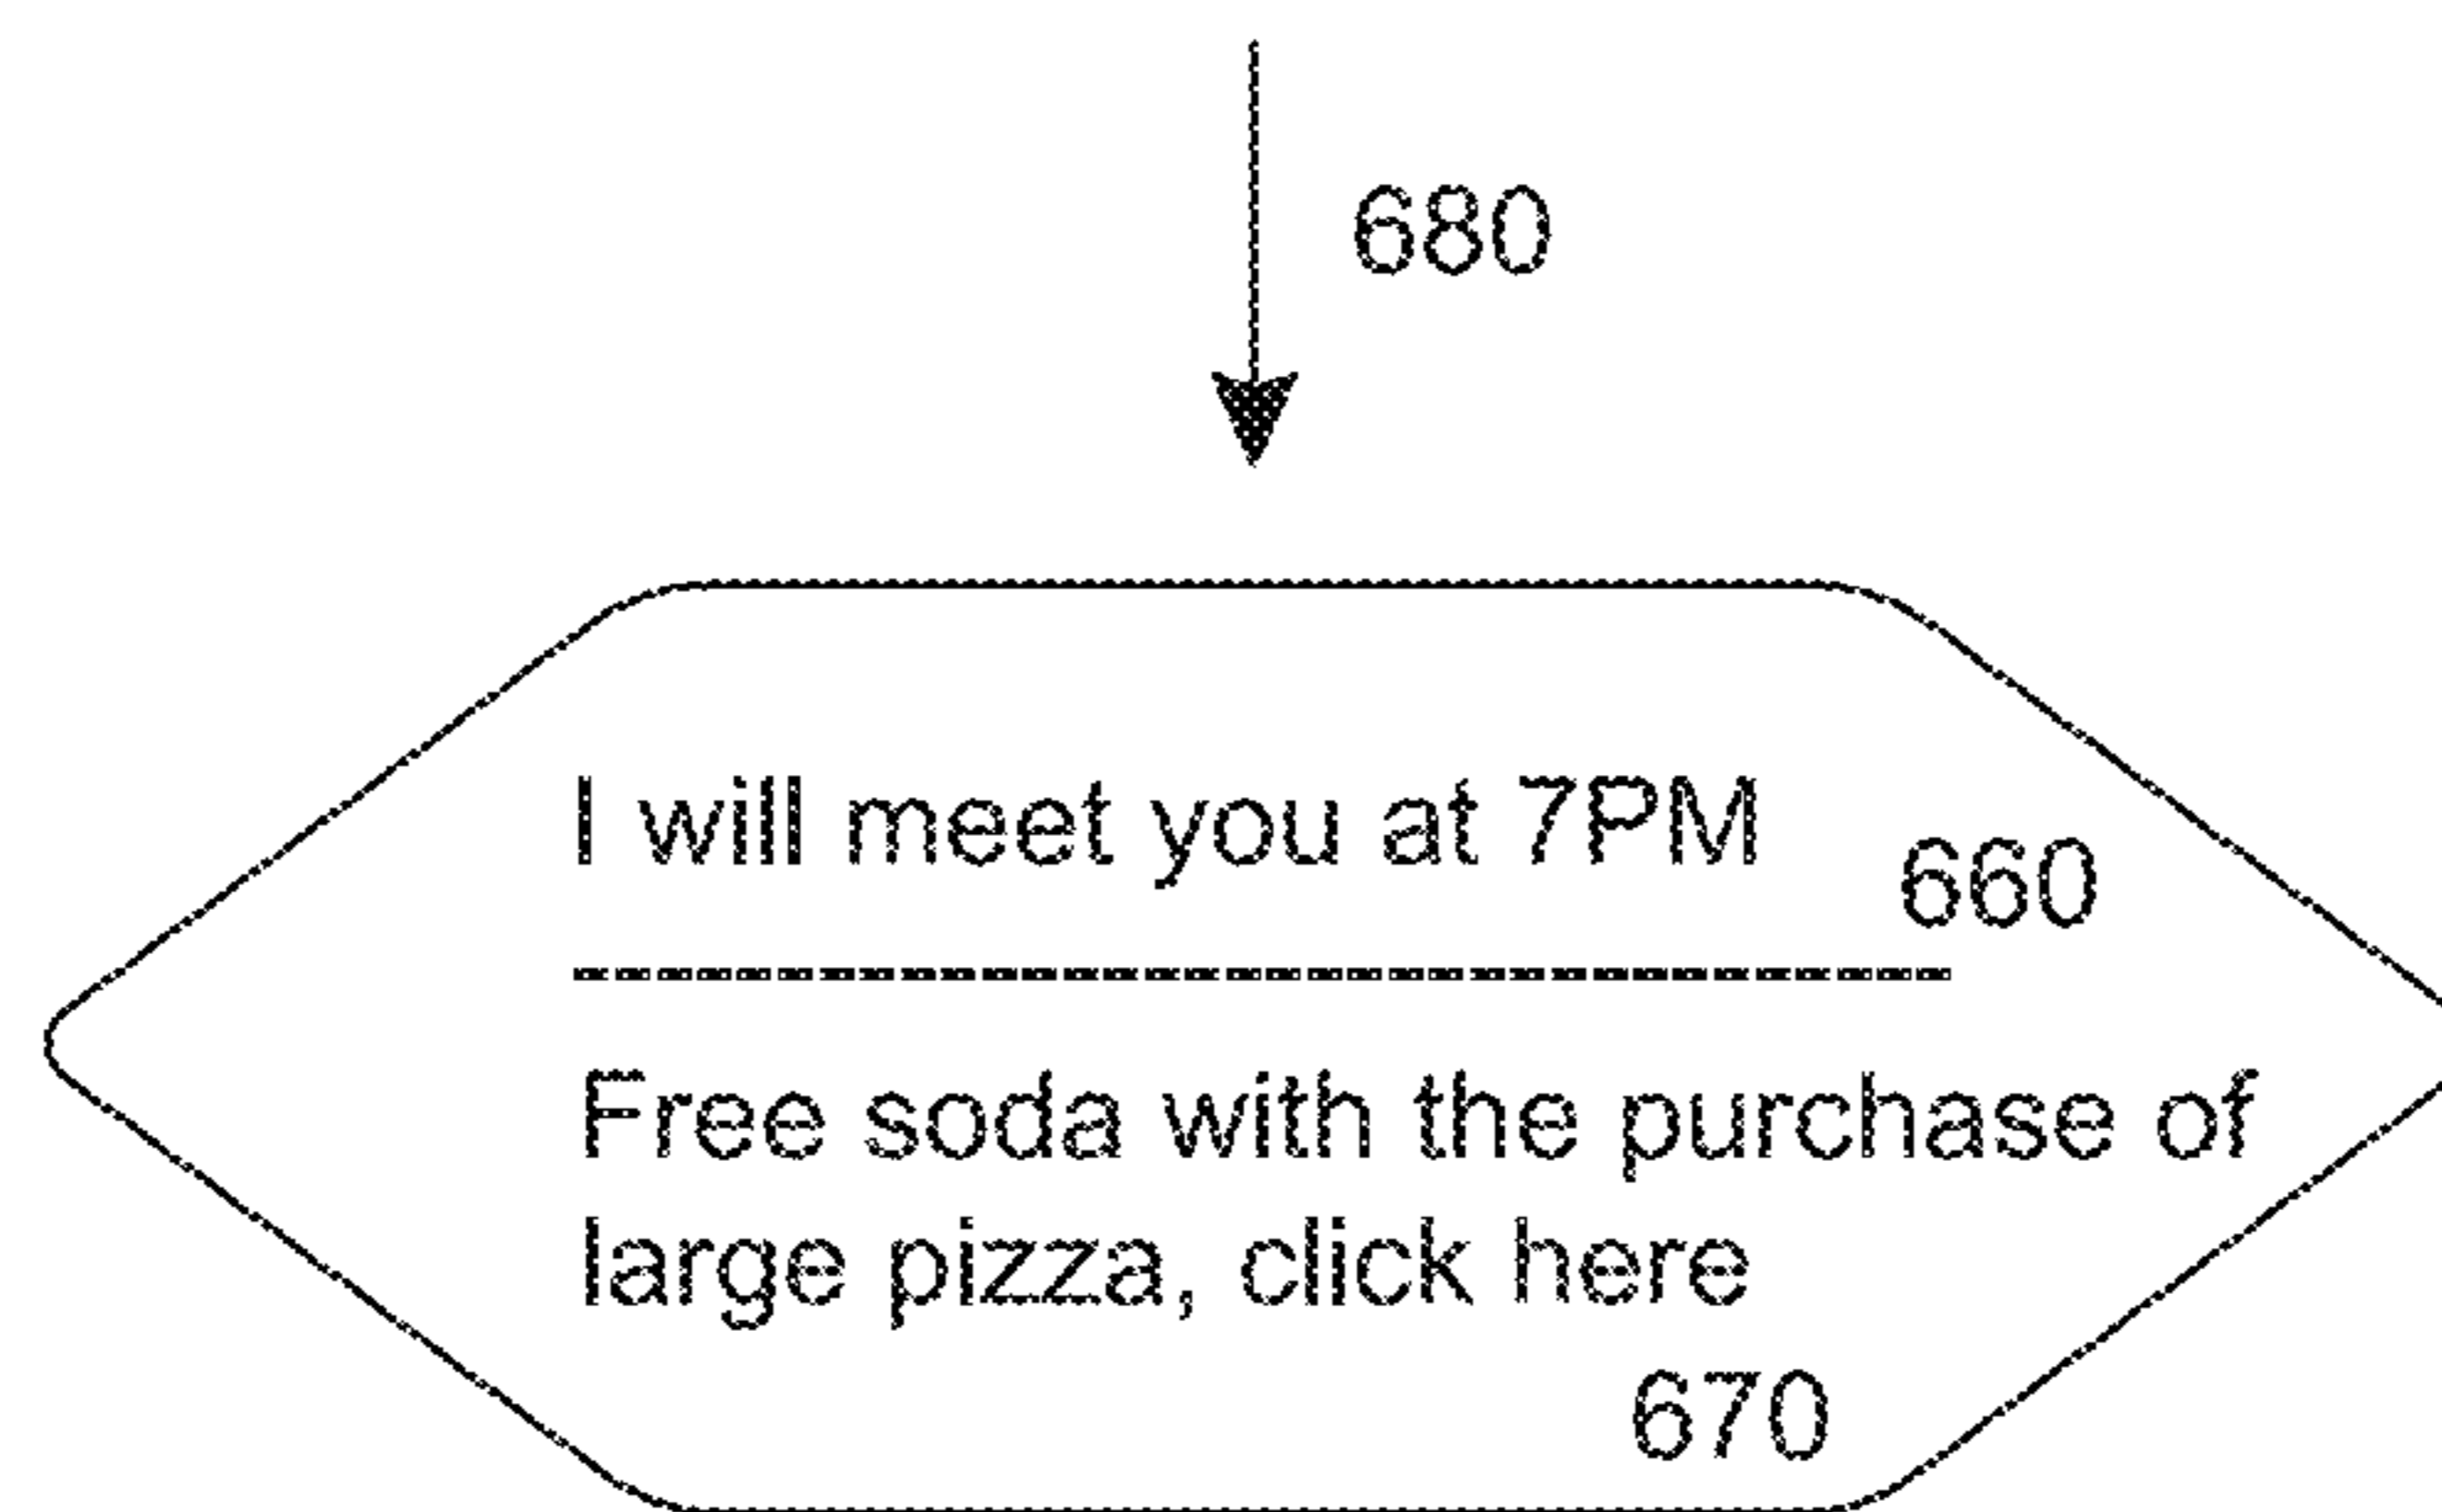 680
I will meet you at 7PM
660
--------------------------------
Free soda with the purchase of
large pizza, click here
670